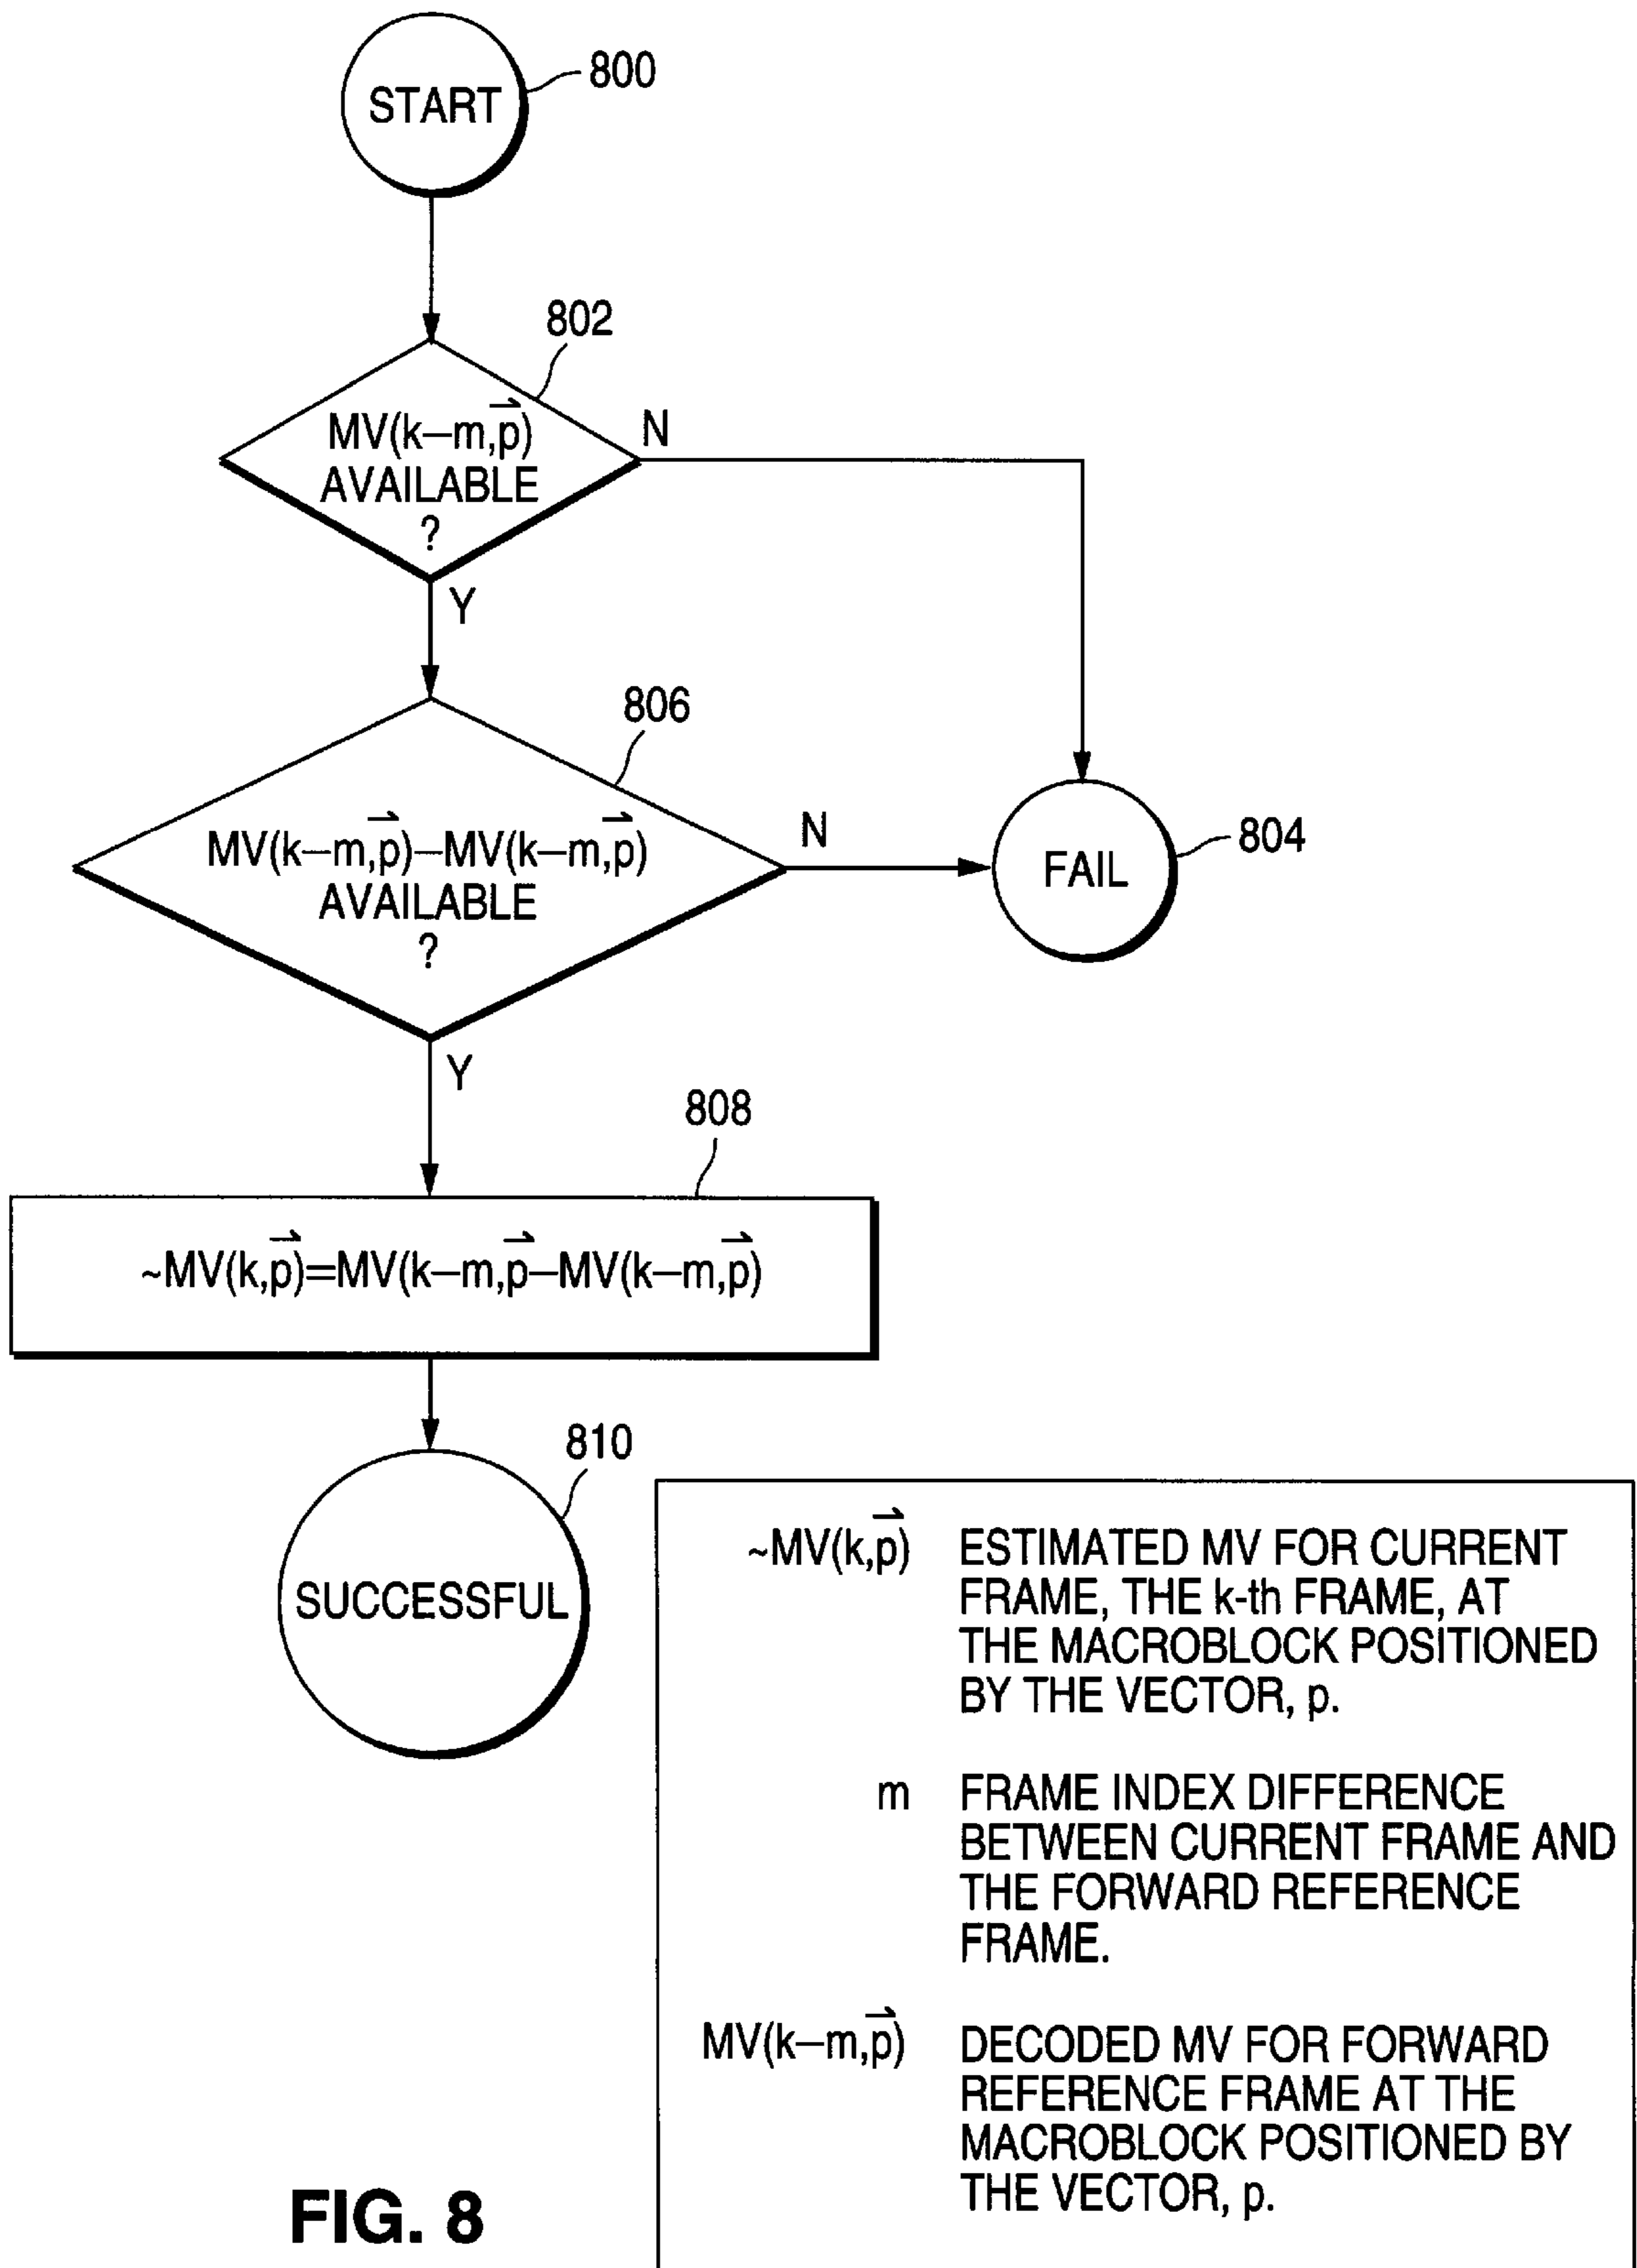 START
800
802
MV(k–m,p⃗)
AVAILABLE
?
N
Y
806
MV(k–m,p⃗)–MV(k–m,p⃗)
AVAILABLE
?
N
FAIL
804
Y
808
~MV(k,p⃗)=MV(k–m,p⃗–MV(k–m,p⃗)
810
SUCCESSFUL
~MV(k,p⃗) ESTIMATED MV FOR CURRENT
FRAME, THE k-th FRAME, AT
THE MACROBLOCK POSITIONED
BY THE VECTOR, p.
m FRAME INDEX DIFFERENCE
BETWEEN CURRENT FRAME AND
THE FORWARD REFERENCE
FRAME.
MV(k–m,p⃗) DECODED MV FOR FORWARD
REFERENCE FRAME AT THE
MACROBLOCK POSITIONED BY
THE VECTOR, p.
FIG. 8